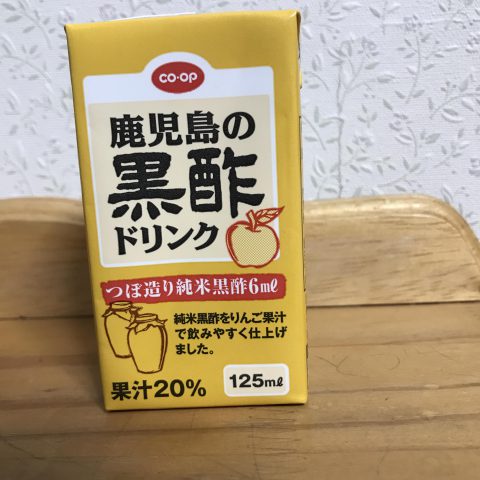 CO·OP
鹿児島の
黒酢
ドリンク
つぼ造り純米黒酢6mℓ
純米黒酢をりんご果汁
で飲みやすく仕上げ
ました。
果汁20%
125mℓ